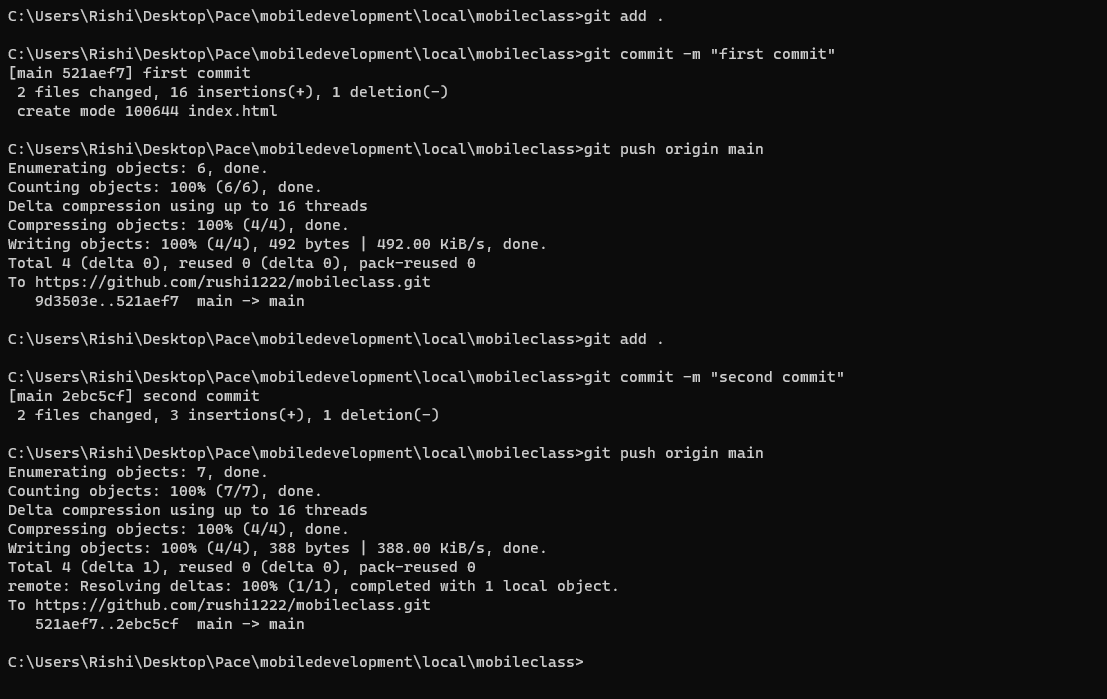 C:\Users\Rishi\Desktop\Pace\mobiledevelopment\local\mobileclass>git add .
C:\Users\Rishi\Desktop\Pace\mobiledevelopment\local\mobileclass>git commit -m "first commit"
[main 521aef7] first commit
 2 files changed, 16 insertions(+), 1 deletion(-)
 create mode 100644 index.html
C:\Users\Rishi\Desktop\Pace\mobiledevelopment\local\mobileclass>git push origin main
Enumerating objects: 6, done.
Counting objects: 100% (6/6), done.
Delta compression using up to 16 threads
Compressing objects: 100% (4/4), done.
Writing objects: 100% (4/4), 492 bytes | 492.00 KiB/s, done.
Total 4 (delta 0), reused 0 (delta 0), pack-reused 0
To https://github.com/rushi1222/mobileclass.git
   9d3503e..521aef7  main -> main
C:\Users\Rishi\Desktop\Pace\mobiledevelopment\local\mobileclass>git add .
C:\Users\Rishi\Desktop\Pace\mobiledevelopment\local\mobileclass>git commit -m "second commit"
[main 2ebc5cf] second commit
 2 files changed, 3 insertions(+), 1 deletion(-)
C:\Users\Rishi\Desktop\Pace\mobiledevelopment\local\mobileclass>git push origin main
Enumerating objects: 7, done.
Counting objects: 100% (7/7), done.
Delta compression using up to 16 threads
Compressing objects: 100% (4/4), done.
Writing objects: 100% (4/4), 388 bytes | 388.00 KiB/s, done.
Total 4 (delta 1), reused 0 (delta 0), pack-reused 0
remote: Resolving deltas: 100% (1/1), completed with 1 local object.
To https://github.com/rushi1222/mobileclass.git
   521aef7..2ebc5cf  main -> main
C:\Users\Rishi\Desktop\Pace\mobiledevelopment\local\mobileclass>